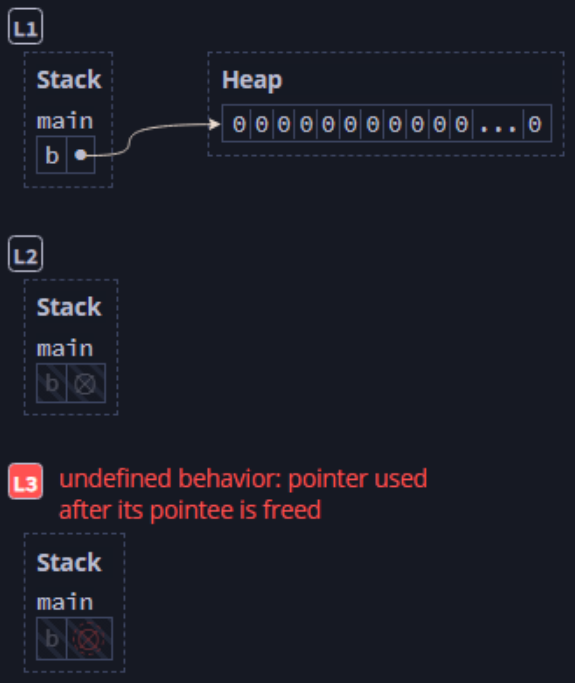 L1
Stack Heap
main 0 0 0 0 0 0 0 0 0 0 0 ... 0
b
L2
Stack
main
b
L3 undefined behavior: pointer used
after its pointee is freed
Stack
main
b